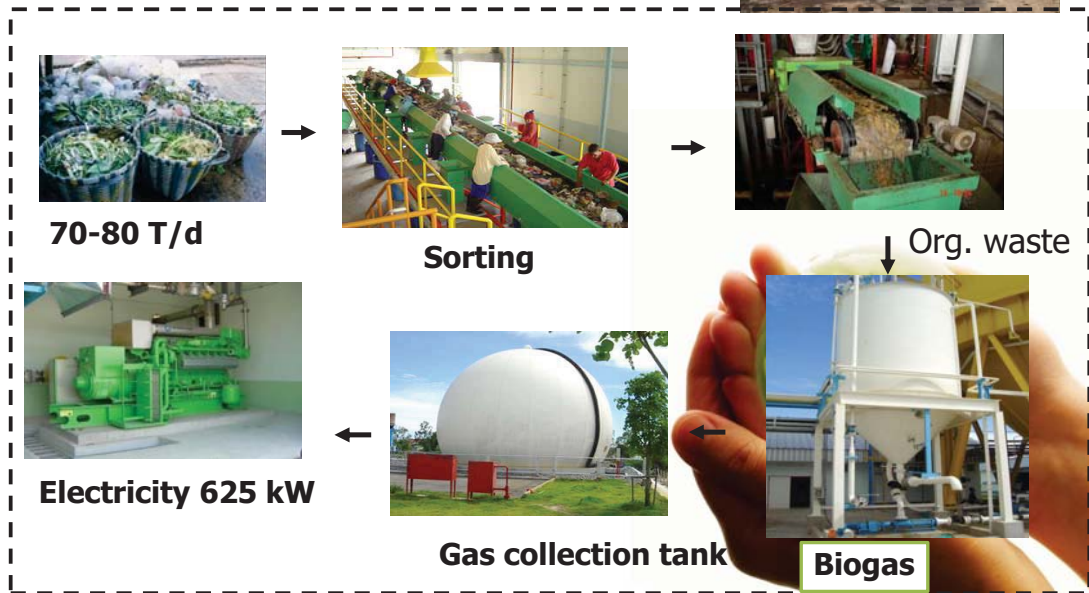 70-80 T/d
Sorting
Org. waste
Electricity 625 kW
Gas collection tank
Biogas